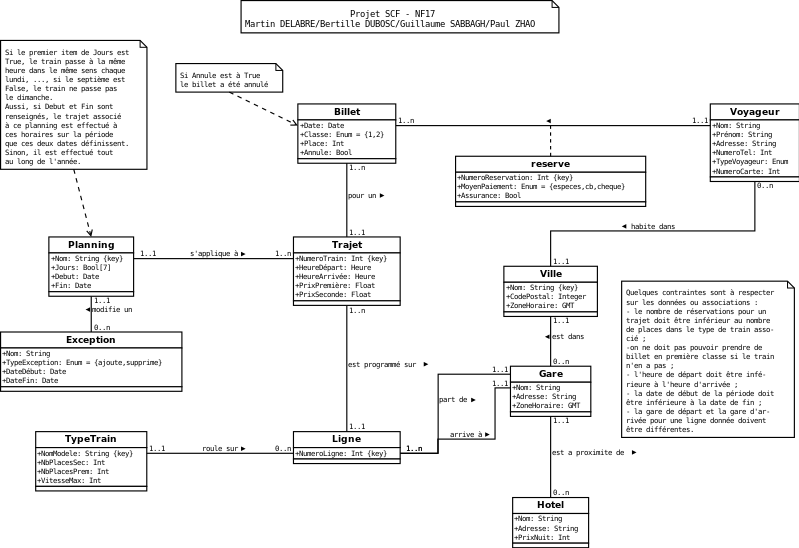 Projet SCF - NF17
Martin DELABRE/Bertille DUBOSC/Guillaume SABBAGH/Paul ZHAO
Si le premier item de Jours est
True, le train passe à la même
heure dans le même sens chaque
lundi, ..., si le septième est
False, le train ne passe pas
le dimanche.
Aussi, si Debut et Fin sont
renseignés, le trajet associé
à ce planning est effectué à
ces horaires sur la période
que ces deux dates définissent.
Sinon, il est effectué tout
au long de l'année.
Si Annule est à True
le billet a été annulé
Billet
+Date: Date
+Classe: Enum = {1,2}
+Place: Int
+Annule: Bool
1..n
1..1
Voyageur
+Nom: String
+Prénom: String
+Adresse: String
+NumeroTel: Int
+TypeVoyageur: Enum
+NumeroCarte: Int
reserve
+NumeroReservation: Int {key}
+MoyenPaiement: Enum = {especes,cb,cheque}
+Assurance: Bool
1..n
pour un ▶
1..1
0..n
◀ habite dans
1..1
Planning
+Nom: String {key}
+Jours: Bool[7]
+Debut: Date
+Fin: Date
1..1
s'applique à ▶
1..n
Trajet
+NumeroTrain: Int {key}
+HeureDépart: Heure
+HeureArrivée: Heure
+PrixPremière: Float
+PrixSeconde: Float
Ville
+Nom: String {key}
+CodePostal: Integer
+ZoneHoraire: GMT
1..1
◀est dans
0..n
1..1
◀modifie un
0..n
Exception
+Nom: String
+TypeException: Enum = {ajoute,supprime}
+DateDébut: Date
+DateFin: Date
1..n
est programmé sur ▶
1..1
Gare
+Nom: String
+Adresse: String
+ZoneHoraire: GMT
1..1
1..1
part de ▶
arrive à ▶
1..n
Quelques contraintes sont à respecter
sur les données ou associations :
- le nombre de réservations pour un
trajet doit être inférieur au nombre
de places dans le type de train asso-
cié ;
-on ne doit pas pouvoir prendre de
billet en première classe si le train
n'en a pas ;
- l'heure de départ doit être infé-
rieure à l'heure d'arrivée ;
- la date de début de la période doit
être inférieure à la date de fin ;
- la gare de départ et la gare d'ar-
rivée pour une ligne donnée doivent
être différentes.
TypeTrain
+NomModele: String {key}
+NbPlacesSec: Int
+NbPlacesPrem: Int
+VitesseMax: Int
1..1
roule sur ▶
0..n
Ligne
+NumeroLigne: Int {key}
1..1
est a proximite de ▶
0..n
Hotel
+Nom: String
+Adresse: String
+PrixNuit: Int